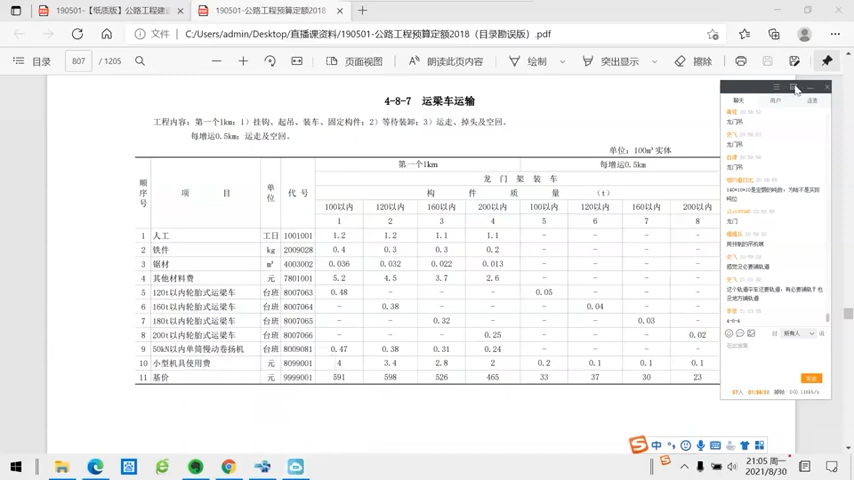 190501-【纸质版】公路工程建
190501-公路工程预算定额2018
文件 C:/Users/admin/Desktop/直播课资料/190501-公路工程预算定额2018（目录勘误版）.pdf
目录 807 / 1205 页面视图 朗读此页内容 绘制 突出显示 擦除
4-8-7 运梁车运输
工程内容：第一个1km：1）挂钩、起吊、装车、固定构件；2）等待装卸；3）运走、掉头及空回。
每增运0.5km：运走及空回。
单位：100m³实体
顺序号 项 目 单位 代 号 第一个1km 每增运0.5km
龙 门 架 装 车
构 件 质 量 （t）
100以内 120以内 160以内 200以内 100以内 120以内 160以内 200以内
1 2 3 4 5 6 7 8
1 人工 工日 1001001 1.2 1.2 1.1 1.1 - - - -
2 铁件 kg 2009028 0.4 0.3 0.3 0.2 - - - -
3 锯材 m³ 4003002 0.036 0.032 0.022 0.013 - - - -
4 其他材料费 元 7801001 5.2 4.5 3.7 2.6 - - - -
5 120t以内轮胎式运梁车 台班 8007063 0.48 - - - 0.05 - - -
6 160t以内轮胎式运梁车 台班 8007064 - 0.38 - - - 0.04 - -
7 180t以内轮胎式运梁车 台班 8007065 - - 0.32 - - - 0.03 -
8 200t以内轮胎式运梁车 台班 8007066 - - - 0.25 - - - 0.02
9 50kN以内单筒慢动卷扬机 台班 8009081 0.47 0.38 0.31 0.24 - - - -
10 小型机具使用费 元 8099001 4 3.4 2.8 2 0.2 0.1 0.1 0.1
11 基价 元 9999001 591 598 526 465 33 37 30 23
聊天
龙门吊
龙门吊
龙门吊
龙门
感觉没必要铺轨道
4-8-4
所有人
发送
中
21:05 周一
2021/8/30